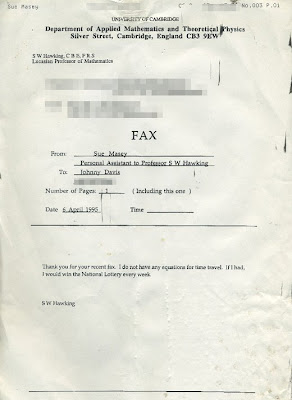 Sue Masey No.003 P.01
UNIVERSITY OF CAMBRIDGE
Department of Applied Mathematics and Theoretical Physics
Silver Street, Cambridge, England CB3 9EW
S W Hawking, C B E, F R S
Lucasian Professor of Mathematics
FAX
From: Sue Masey
Personal Assistant to Professor S W Hawking
To: Johnny Davis
Number of Pages: 1 ( Including this one )
Date 6 April 1995 Time
Thank you for your recent fax. I do not have any equations for time travel. If I had,
I would win the National Lottery every week.
S W Hawking